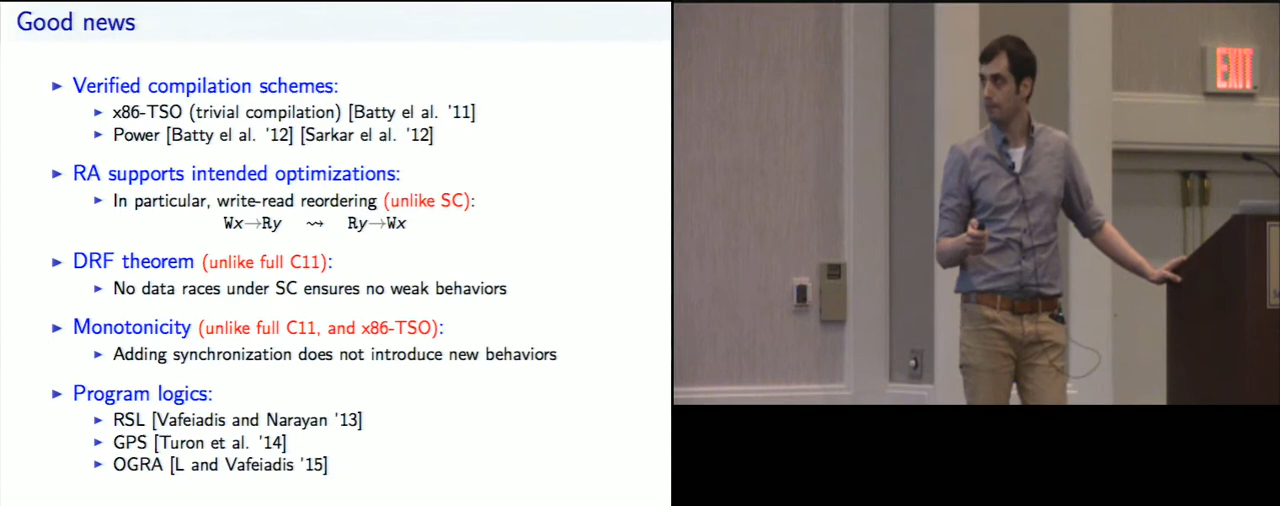 Good news
► Verified compilation schemes:
► x86-TSO (trivial compilation) [Batty el al. '11]
► Power [Batty el al. '12] [Sarkar el al. '12]
► RA supports intended optimizations:
► In particular, write-read reordering (unlike SC):
Wx→Ry ⇝ Ry→Wx
► DRF theorem (unlike full C11):
► No data races under SC ensures no weak behaviors
► Monotonicity (unlike full C11, and x86-TSO):
► Adding synchronization does not introduce new behaviors
► Program logics:
► RSL [Vafeiadis and Narayan '13]
► GPS [Turon et al. '14]
► OGRA [L and Vafeiadis '15]
EXIT